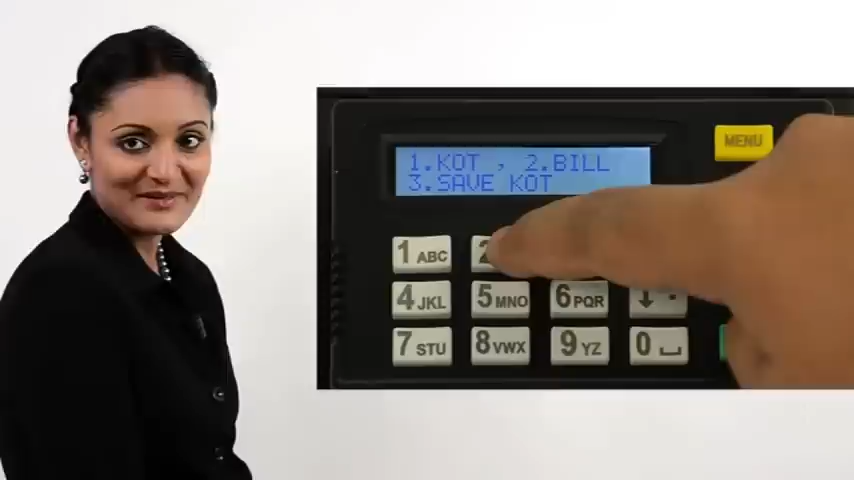 1.KOT , 2.BILL
3.SAVE KOT
MENU
1 ABC
2
4 JKL 5 MNO 6 PQR ↓ .
7 STU 8 VWX 9 YZ 0